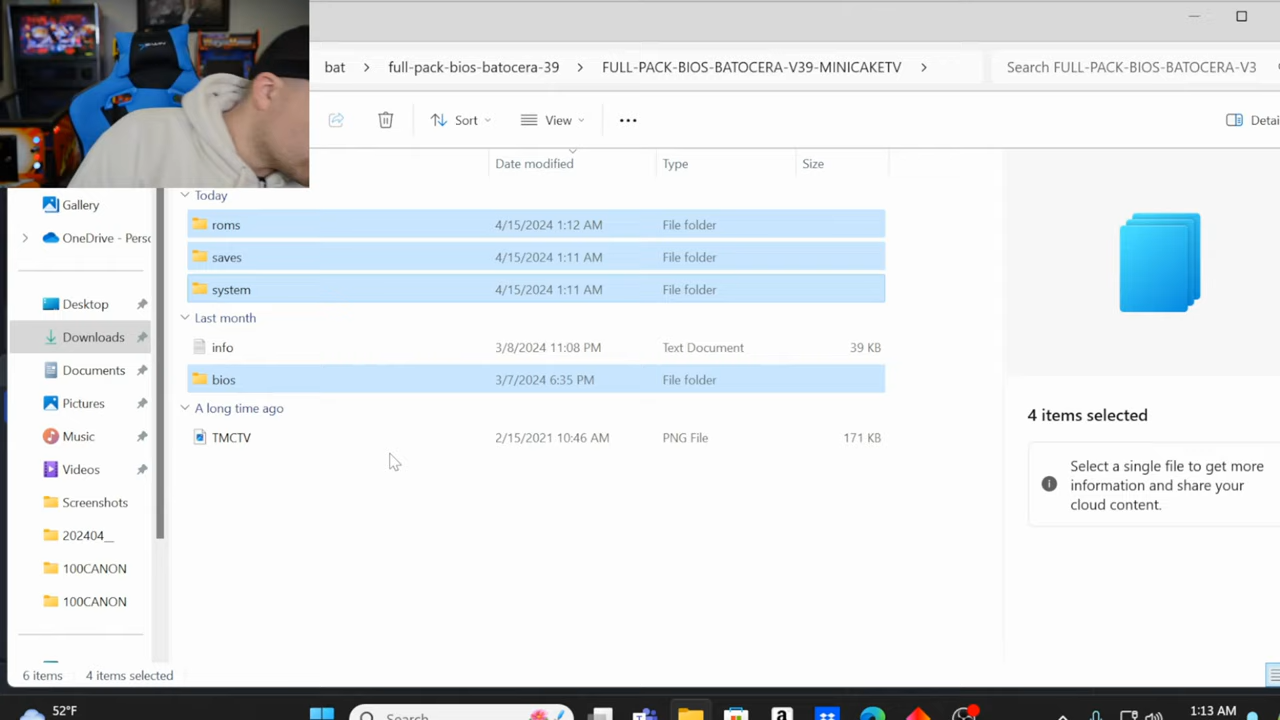 bat > full-pack-bios-batocera-39 > FULL-PACK-BIOS-BATOCERA-V39-MINICAKETV >
Search FULL-PACK-BIOS-BATOCERA-V3
Sort
View
Detai
Date modified
Type
Size
Gallery
OneDrive - Perso
Desktop
Downloads
Documents
Pictures
Music
Videos
Screenshots
202404__
100CANON
100CANON
Today
roms 4/15/2024 1:12 AM File folder
saves 4/15/2024 1:11 AM File folder
system 4/15/2024 1:11 AM File folder
Last month
info 3/8/2024 11:08 PM Text Document 39 KB
bios 3/7/2024 6:35 PM File folder
A long time ago
TMCTV 2/15/2021 10:46 AM PNG File 171 KB
4 items selected
Select a single file to get more
information and share your
cloud content.
6 items 4 items selected
52°F
Search
1:13 AM